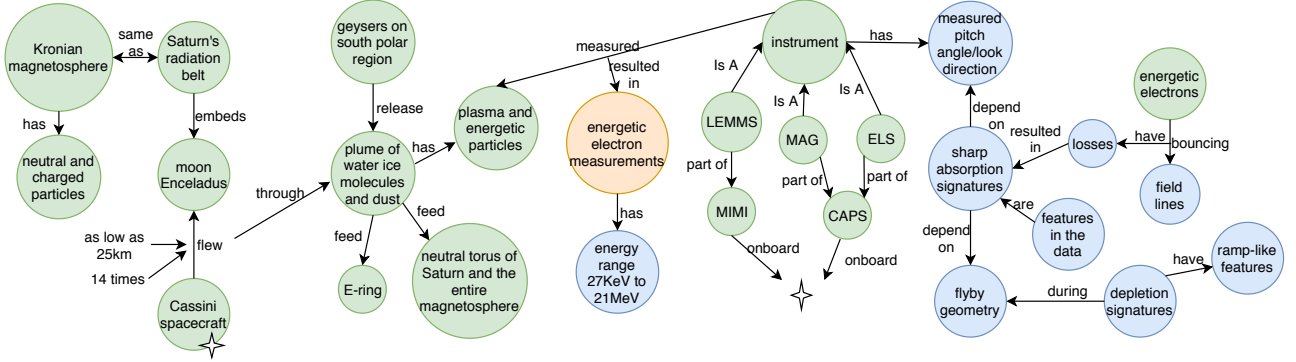 Kronian
magnetosphere
same
as
Saturn's
radiation
belt
has
neutral and
charged
particles
embeds
moon
Enceladus
as low as
25km
14 times
flew
Cassini
spacecraft
through
geysers on
south polar
region
release
plume of
water ice
molecules
and dust
has
plasma and
energetic
particles
feed
feed
E-ring
neutral torus of
Saturn and the
entire
magnetosphere
measured
resulted
in
energetic
electron
measurements
has
energy
range
27KeV to
21MeV
instrument
has
Is A
Is A
Is A
LEMMS
MAG
ELS
part of
part of
part of
MIMI
CAPS
onboard
onboard
measured
pitch
angle/look
direction
depend
on
sharp
absorption
signatures
resulted
in
losses
have
bouncing
energetic
electrons
field
lines
are
features
in the
data
depend
on
flyby
geometry
during
depletion
signatures
have
ramp-like
features